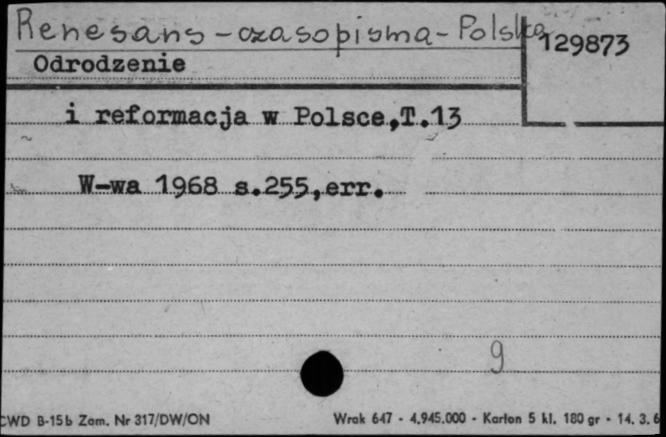 Renesans - czasopisma - Polska
129873
Odrodzenie
i reformacja w Polsce,T.13
W-wa 1968 s.255,err.
9
CWD B-15b Zam. Nr 317/DW/ON
Wrak 647 - 4.945.000 - Karton 5 kl. 180 gr - 14. 3. 6